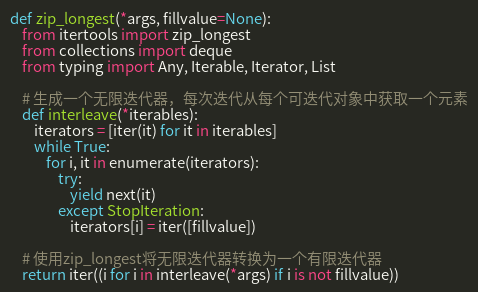 def zip_longest(*args, fillvalue=None):
    from itertools import zip_longest
    from collections import deque
    from typing import Any, Iterable, Iterator, List

    # 生成一个无限迭代器，每次迭代从每个可迭代对象中获取一个元素
    def interleave(*iterables):
        iterators = [iter(it) for it in iterables]
        while True:
            for i, it in enumerate(iterators):
                try:
                    yield next(it)
                except StopIteration:
                    iterators[i] = iter([fillvalue])

    # 使用zip_longest将无限迭代器转换为一个有限迭代器
    return iter((i for i in interleave(*args) if i is not fillvalue))